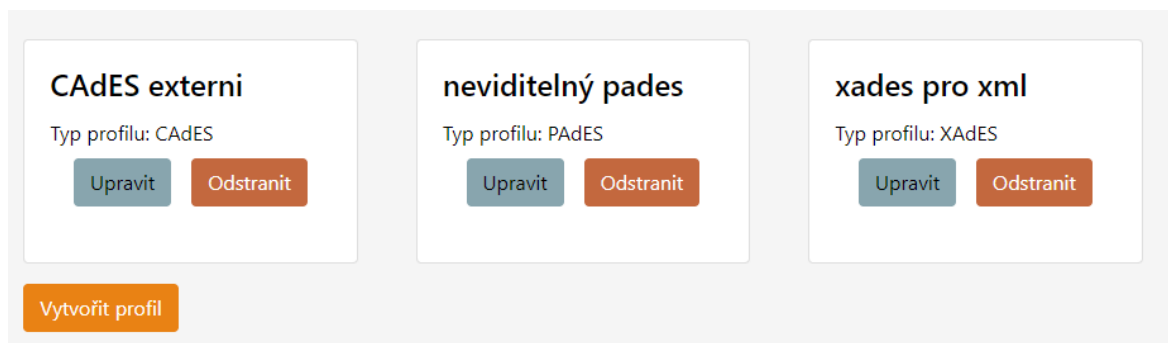 CAdES externi
Typ profilu: CAdES
Upravit Odstranit
neviditelný pades
Typ profilu: PAdES
Upravit Odstranit
xades pro xml
Typ profilu: XAdES
Upravit Odstranit
Vytvořit profil